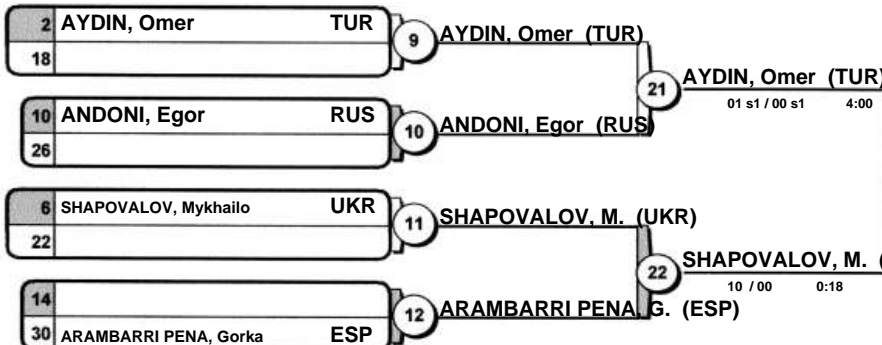 2 AYDIN, Omer TUR
18
9
AYDIN, Omer (TUR)
10 ANDONI, Egor RUS
26
10
ANDONI, Egor (RUS)
21
AYDIN, Omer (TUR)
01 s1 / 00 s1 4:00
6 SHAPOVALOV, Mykhailo UKR
22
11
SHAPOVALOV, M. (UKR)
14
30 ARAMBARRI PENA, Gorka ESP
12
ARAMBARRI PENA, G. (ESP)
22
SHAPOVALOV, M. (
10 / 00 0:18